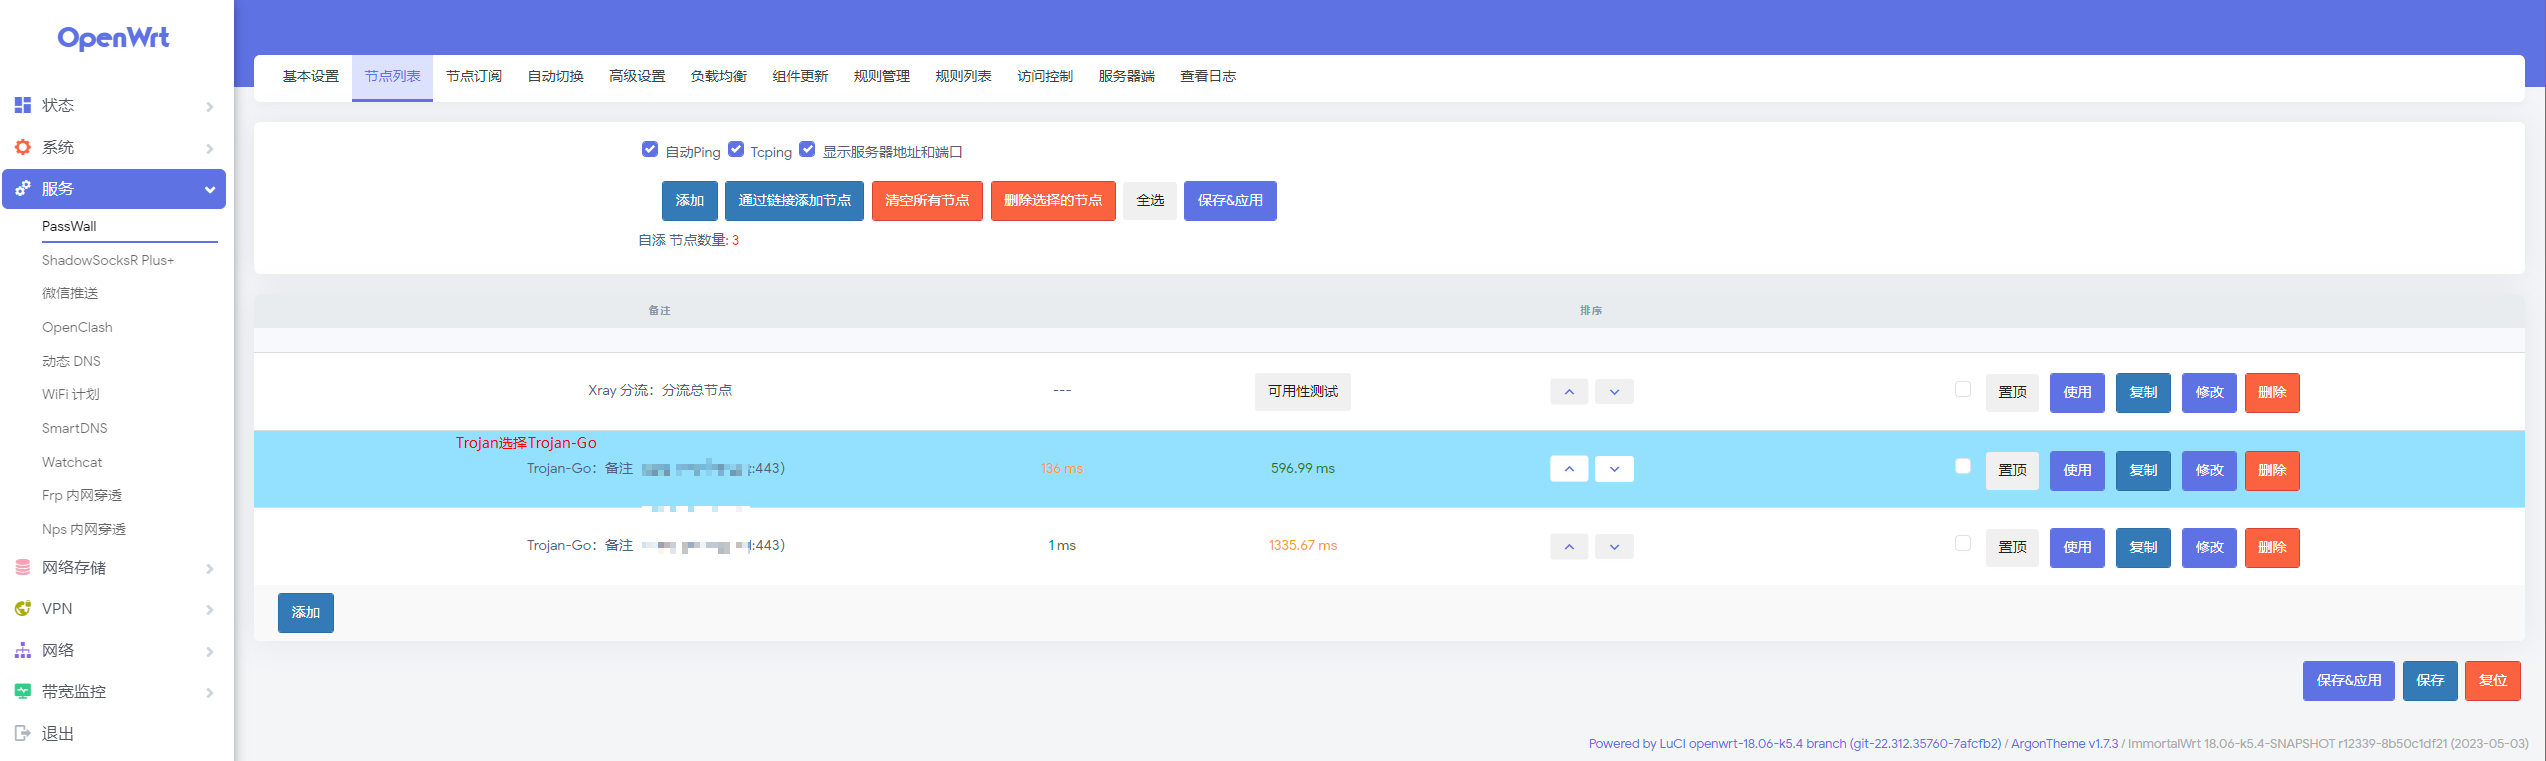 OpenWrt
状态
系统
服务
PassWall
ShadowSocksR Plus+
微信推送
OpenClash
动态 DNS
WiFi 计划
SmartDNS
Watchcat
Frp 内网穿透
Nps 内网穿透
网络存储
VPN
网络
带宽监控
退出
基本设置 节点列表 节点订阅 自动切换 高级设置 负载均衡 组件更新 规则管理 规则列表 访问控制 服务器端 查看日志
自动Ping Tcping 显示服务器地址和端口
添加 通过链接添加节点 清空所有节点 删除选择的节点 全选 保存&应用
自添 节点数量: 3
备注 排序
Xray 分流：分流总节点 --- 可用性测试 置顶 使用 复制 修改 删除
Trojan选择Trojan-Go
Trojan-Go：备注 :443) 136 ms 596.99 ms 置顶 使用 复制 修改 删除
Trojan-Go：备注 :443) 1 ms 1335.67 ms 置顶 使用 复制 修改 删除
添加
保存&应用 保存 复位
Powered by LuCI openwrt-18.06-k5.4 branch (git-22.312.35760-7afcfb2) / ArgonTheme v1.7.3 / ImmortalWrt 18.06-k5.4-SNAPSHOT r12339-8b50c1df21 (2023-05-03)